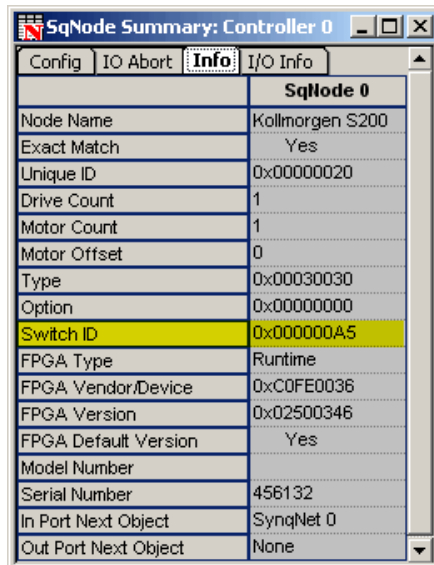 SqNode Summary: Controller 0
Config IO Abort Info I/O Info
SqNode 0
Node Name Kollmorgen S200
Exact Match Yes
Unique ID 0x00000020
Drive Count 1
Motor Count 1
Motor Offset 0
Type 0x00030030
Option 0x00000000
Switch ID 0x000000A5
FPGA Type Runtime
FPGA Vendor/Device 0xC0FE0036
FPGA Version 0x02500346
FPGA Default Version Yes
Model Number
Serial Number 456132
In Port Next Object SynqNet 0
Out Port Next Object None